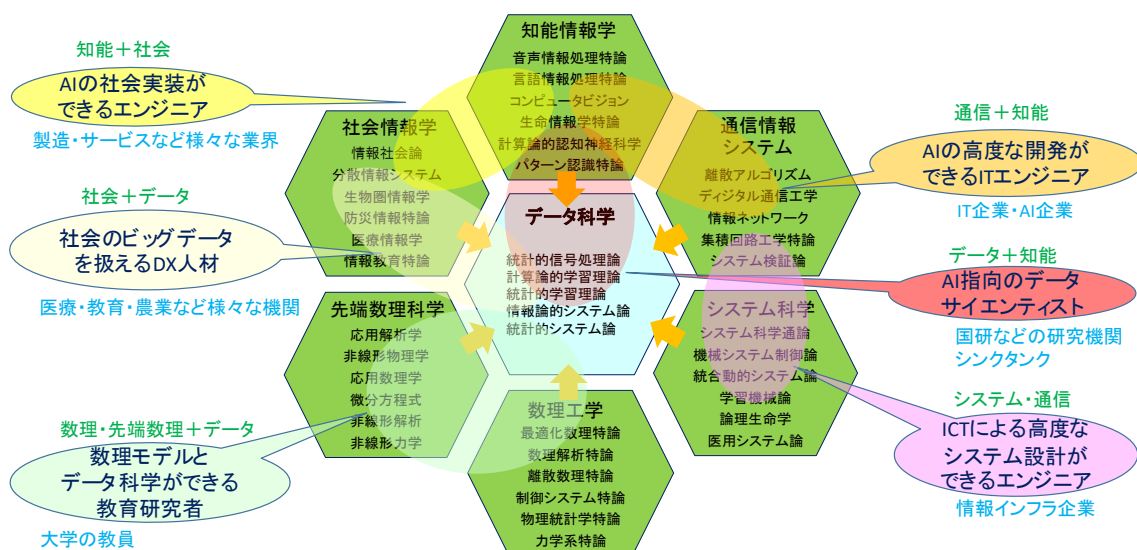 知能情報学
音声情報処理特論
言語情報処理特論
コンピュータビジョン
生命情報学特論
計算論的認知神経科学
パターン認識特論
知能＋社会
AIの社会実装が
できるエンジニア
製造・サービスなど様々な業界
社会情報学
情報社会論
分散情報システム
生物圏情報学
防災情報特論
医療情報学
情報教育特論
通信情報
システム
離散アルゴリズム
ディジタル通信工学
情報ネットワーク
集積回路工学特論
システム検証論
通信＋知能
AIの高度な開発が
できるITエンジニア
IT企業・AI企業
社会＋データ
社会のビッグデータ
を扱えるDX人材
医療・教育・農業など様々な機関
データ科学
統計的信号処理論
計算論的学習理論
統計的学習理論
情報論的システム論
統計的システム論
データ＋知能
AI指向のデータ
サイエンティスト
国研などの研究機関
シンクタンク
先端数理科学
応用解析学
非線形物理学
応用数理学
微分方程式
非線形解析
非線形力学
システム科学
システム科学通論
機械システム制御論
統合動的システム論
学習機械論
論理生命学
医用システム論
システム・通信
ICTによる高度な
システム設計が
できるエンジニア
情報インフラ企業
数理・先端数理＋データ
数理モデルと
データ科学ができる
教育研究者
大学の教員
数理工学
最適化数理特論
数理解析特論
離散数理特論
制御システム特論
物理統計学特論
力学系特論